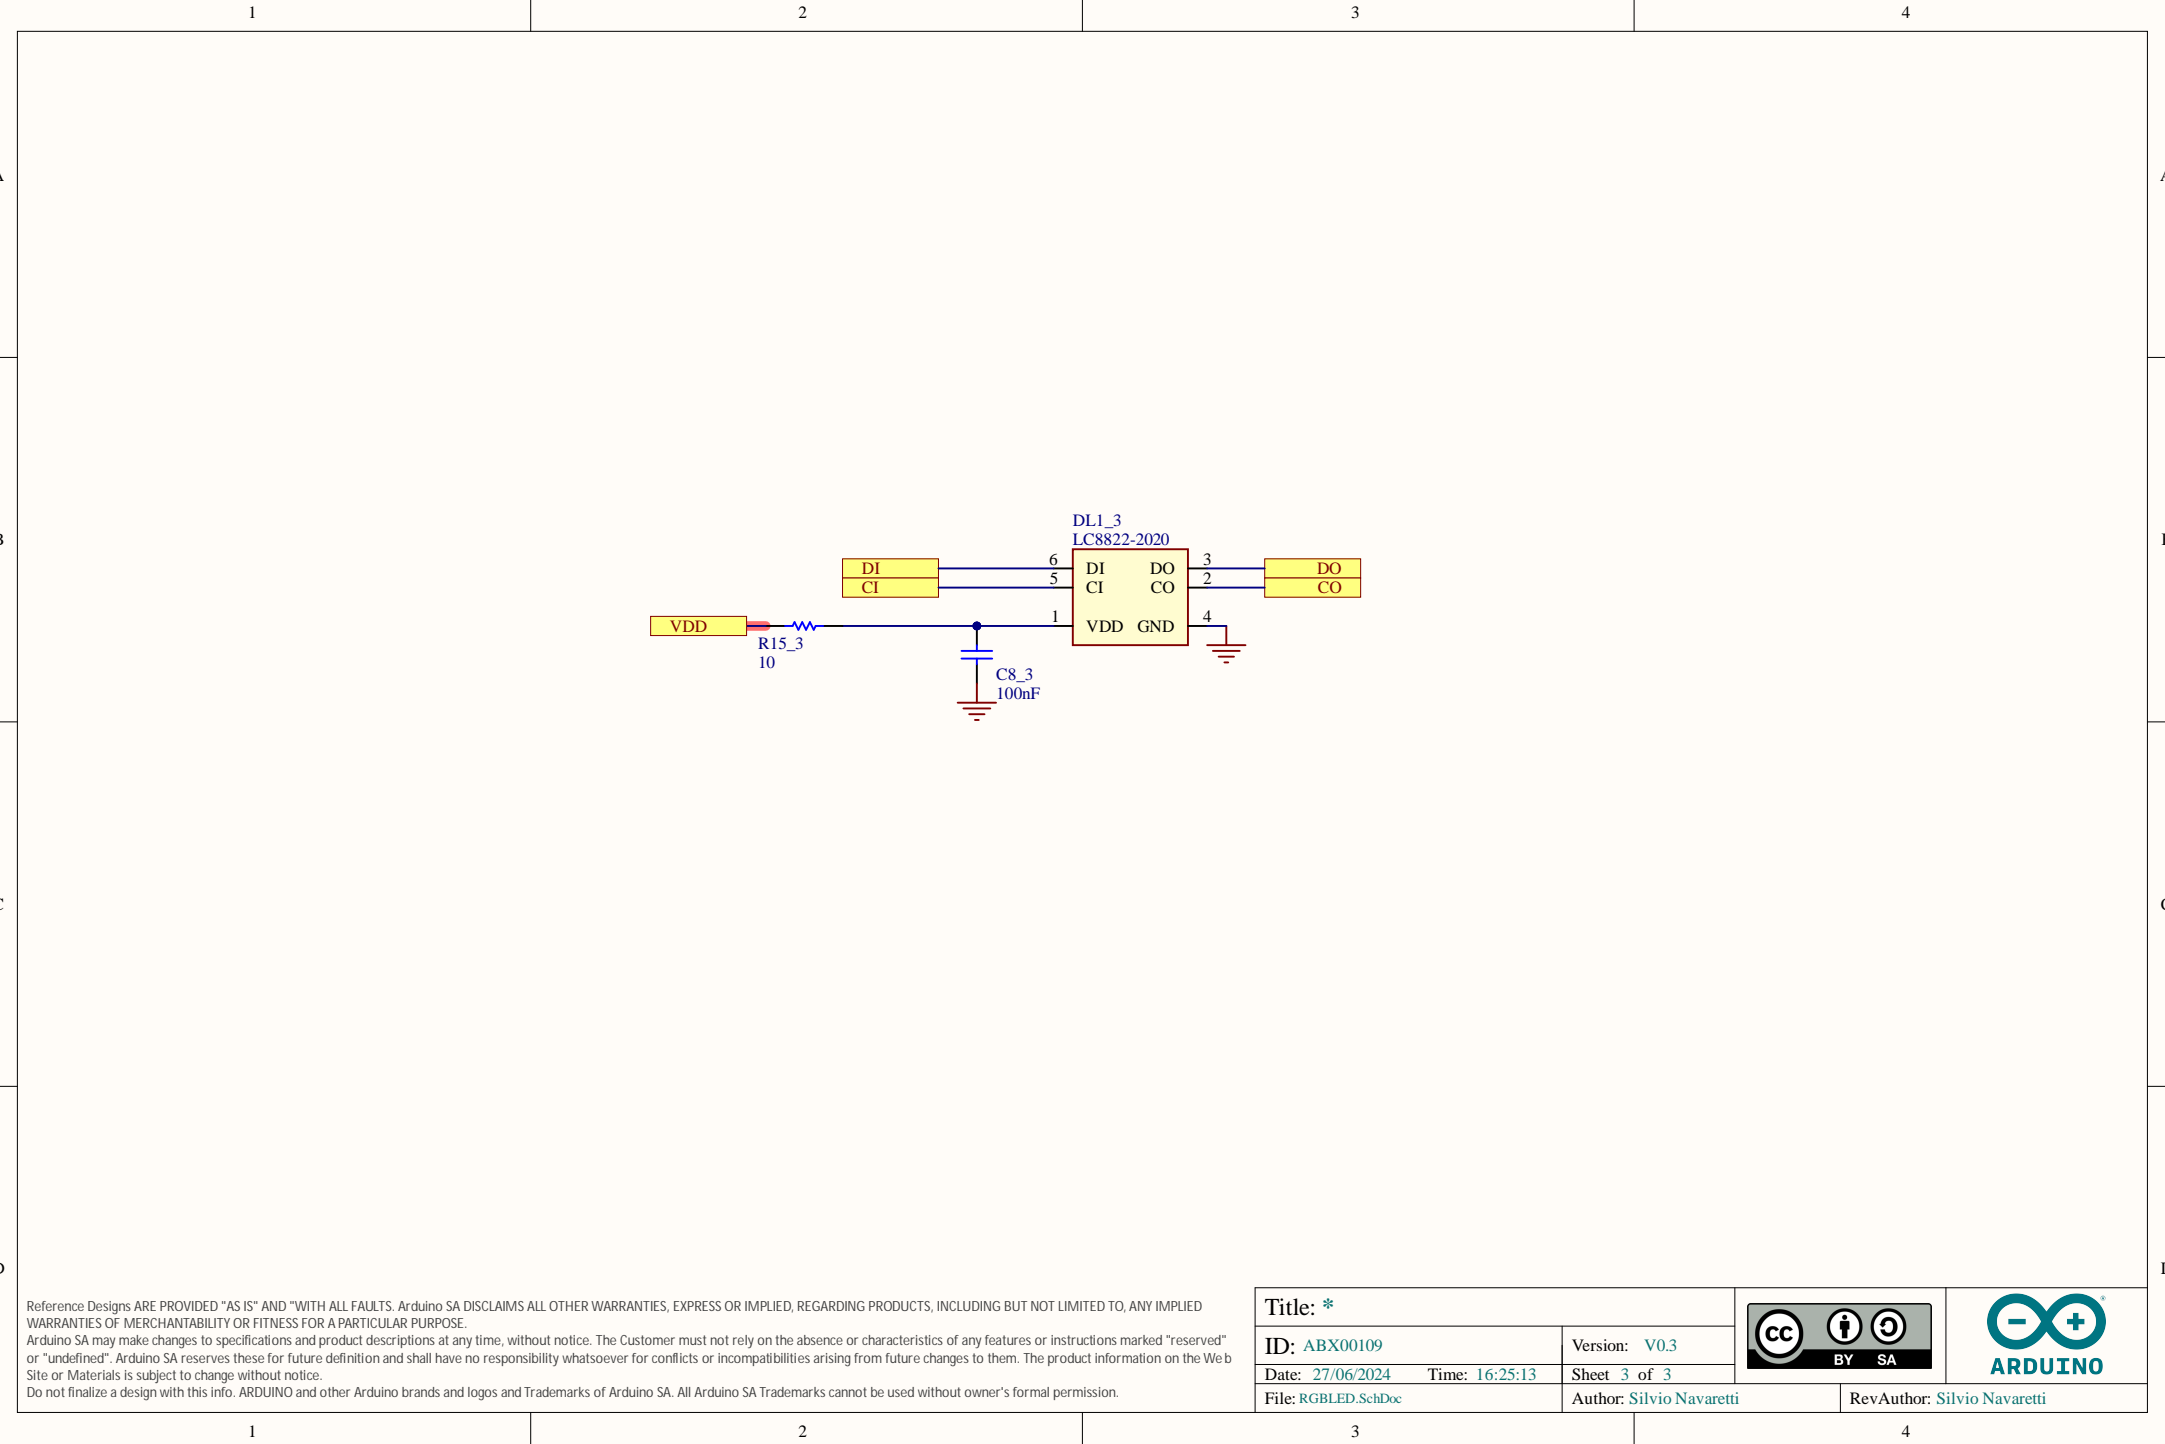 1 2 3 4
A A
DL1_3
LC8822-2020
DI 6 DI DO 3 DO
CI 5 CI CO 2 CO
VDD 1 VDD GND 4
R15_3
10
C8_3
100nF
Reference Designs ARE PROVIDED "AS IS" AND "WITH ALL FAULTS. Arduino SA DISCLAIMS ALL OTHER WARRANTIES, EXPRESS OR IMPLIED, REGARDING PRODUCTS, INCLUDING BUT NOT LIMITED TO, ANY IMPLIED
WARRANTIES OF MERCHANTABILITY OR FITNESS FOR A PARTICULAR PURPOSE.
Arduino SA may make changes to specifications and product descriptions at any time, without notice. The Customer must not rely on the absence or characteristics of any features or instructions marked "reserved"
or "undefined". Arduino SA reserves these for future definition and shall have no responsibility whatsoever for conflicts or incompatibilities arising from future changes to them. The product information on the Web
Site or Materials is subject to change without notice.
Do not finalize a design with this info. ARDUINO and other Arduino brands and logos and Trademarks of Arduino SA. All Arduino SA Trademarks cannot be used without owner's formal permission.
Title: *
ID: ABX00109 Version: V0.3
Date: 27/06/2024 Time: 16:25:13 Sheet 3 of 3
File: RGBLED.SchDoc Author: Silvio Navaretti RevAuthor: Silvio Navaretti
CC BY SA
ARDUINO
1 2 3 4